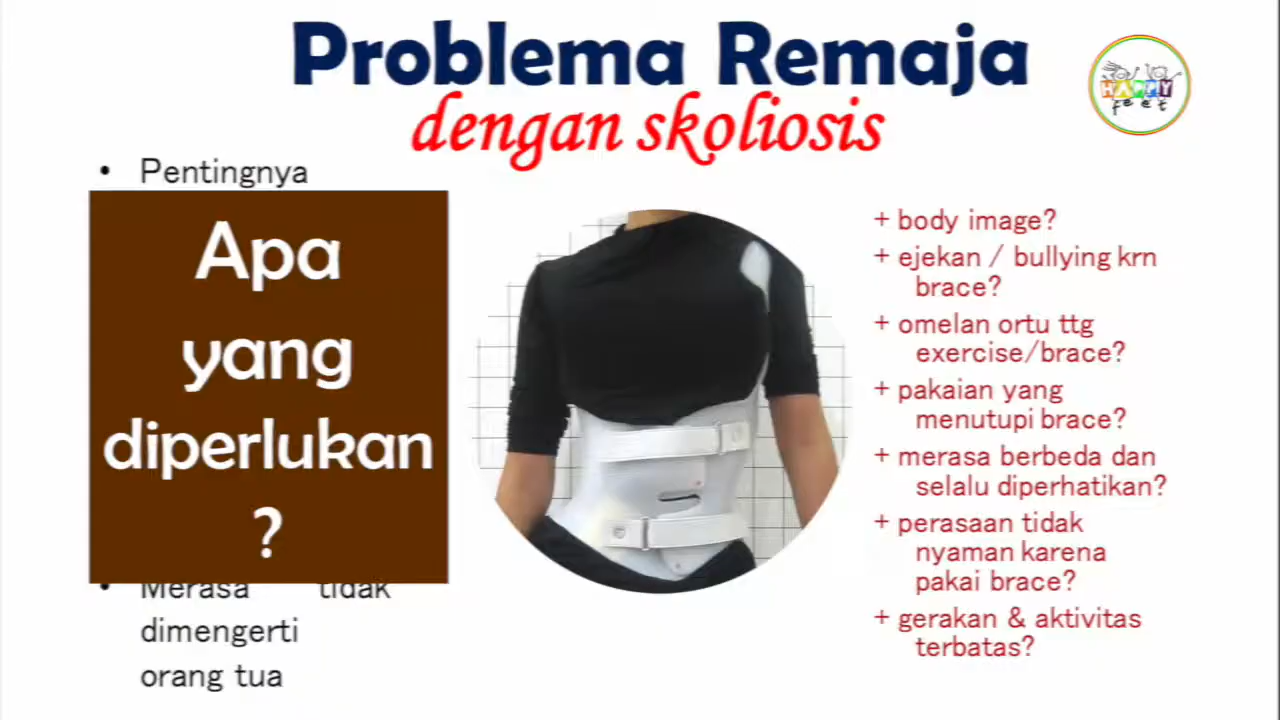 Problema Remaja
dengan skoliosis
HAPPY
feet
• Pentingnya
Apa
yang
diperlukan
?
• Merasa tidak
dimengerti
orang tua
+ body image?
+ ejekan / bullying krn
brace?
+ omelan ortu ttg
exercise/brace?
+ pakaian yang
menutupi brace?
+ merasa berbeda dan
selalu diperhatikan?
+ perasaan tidak
nyaman karena
pakai brace?
+ gerakan & aktivitas
terbatas?